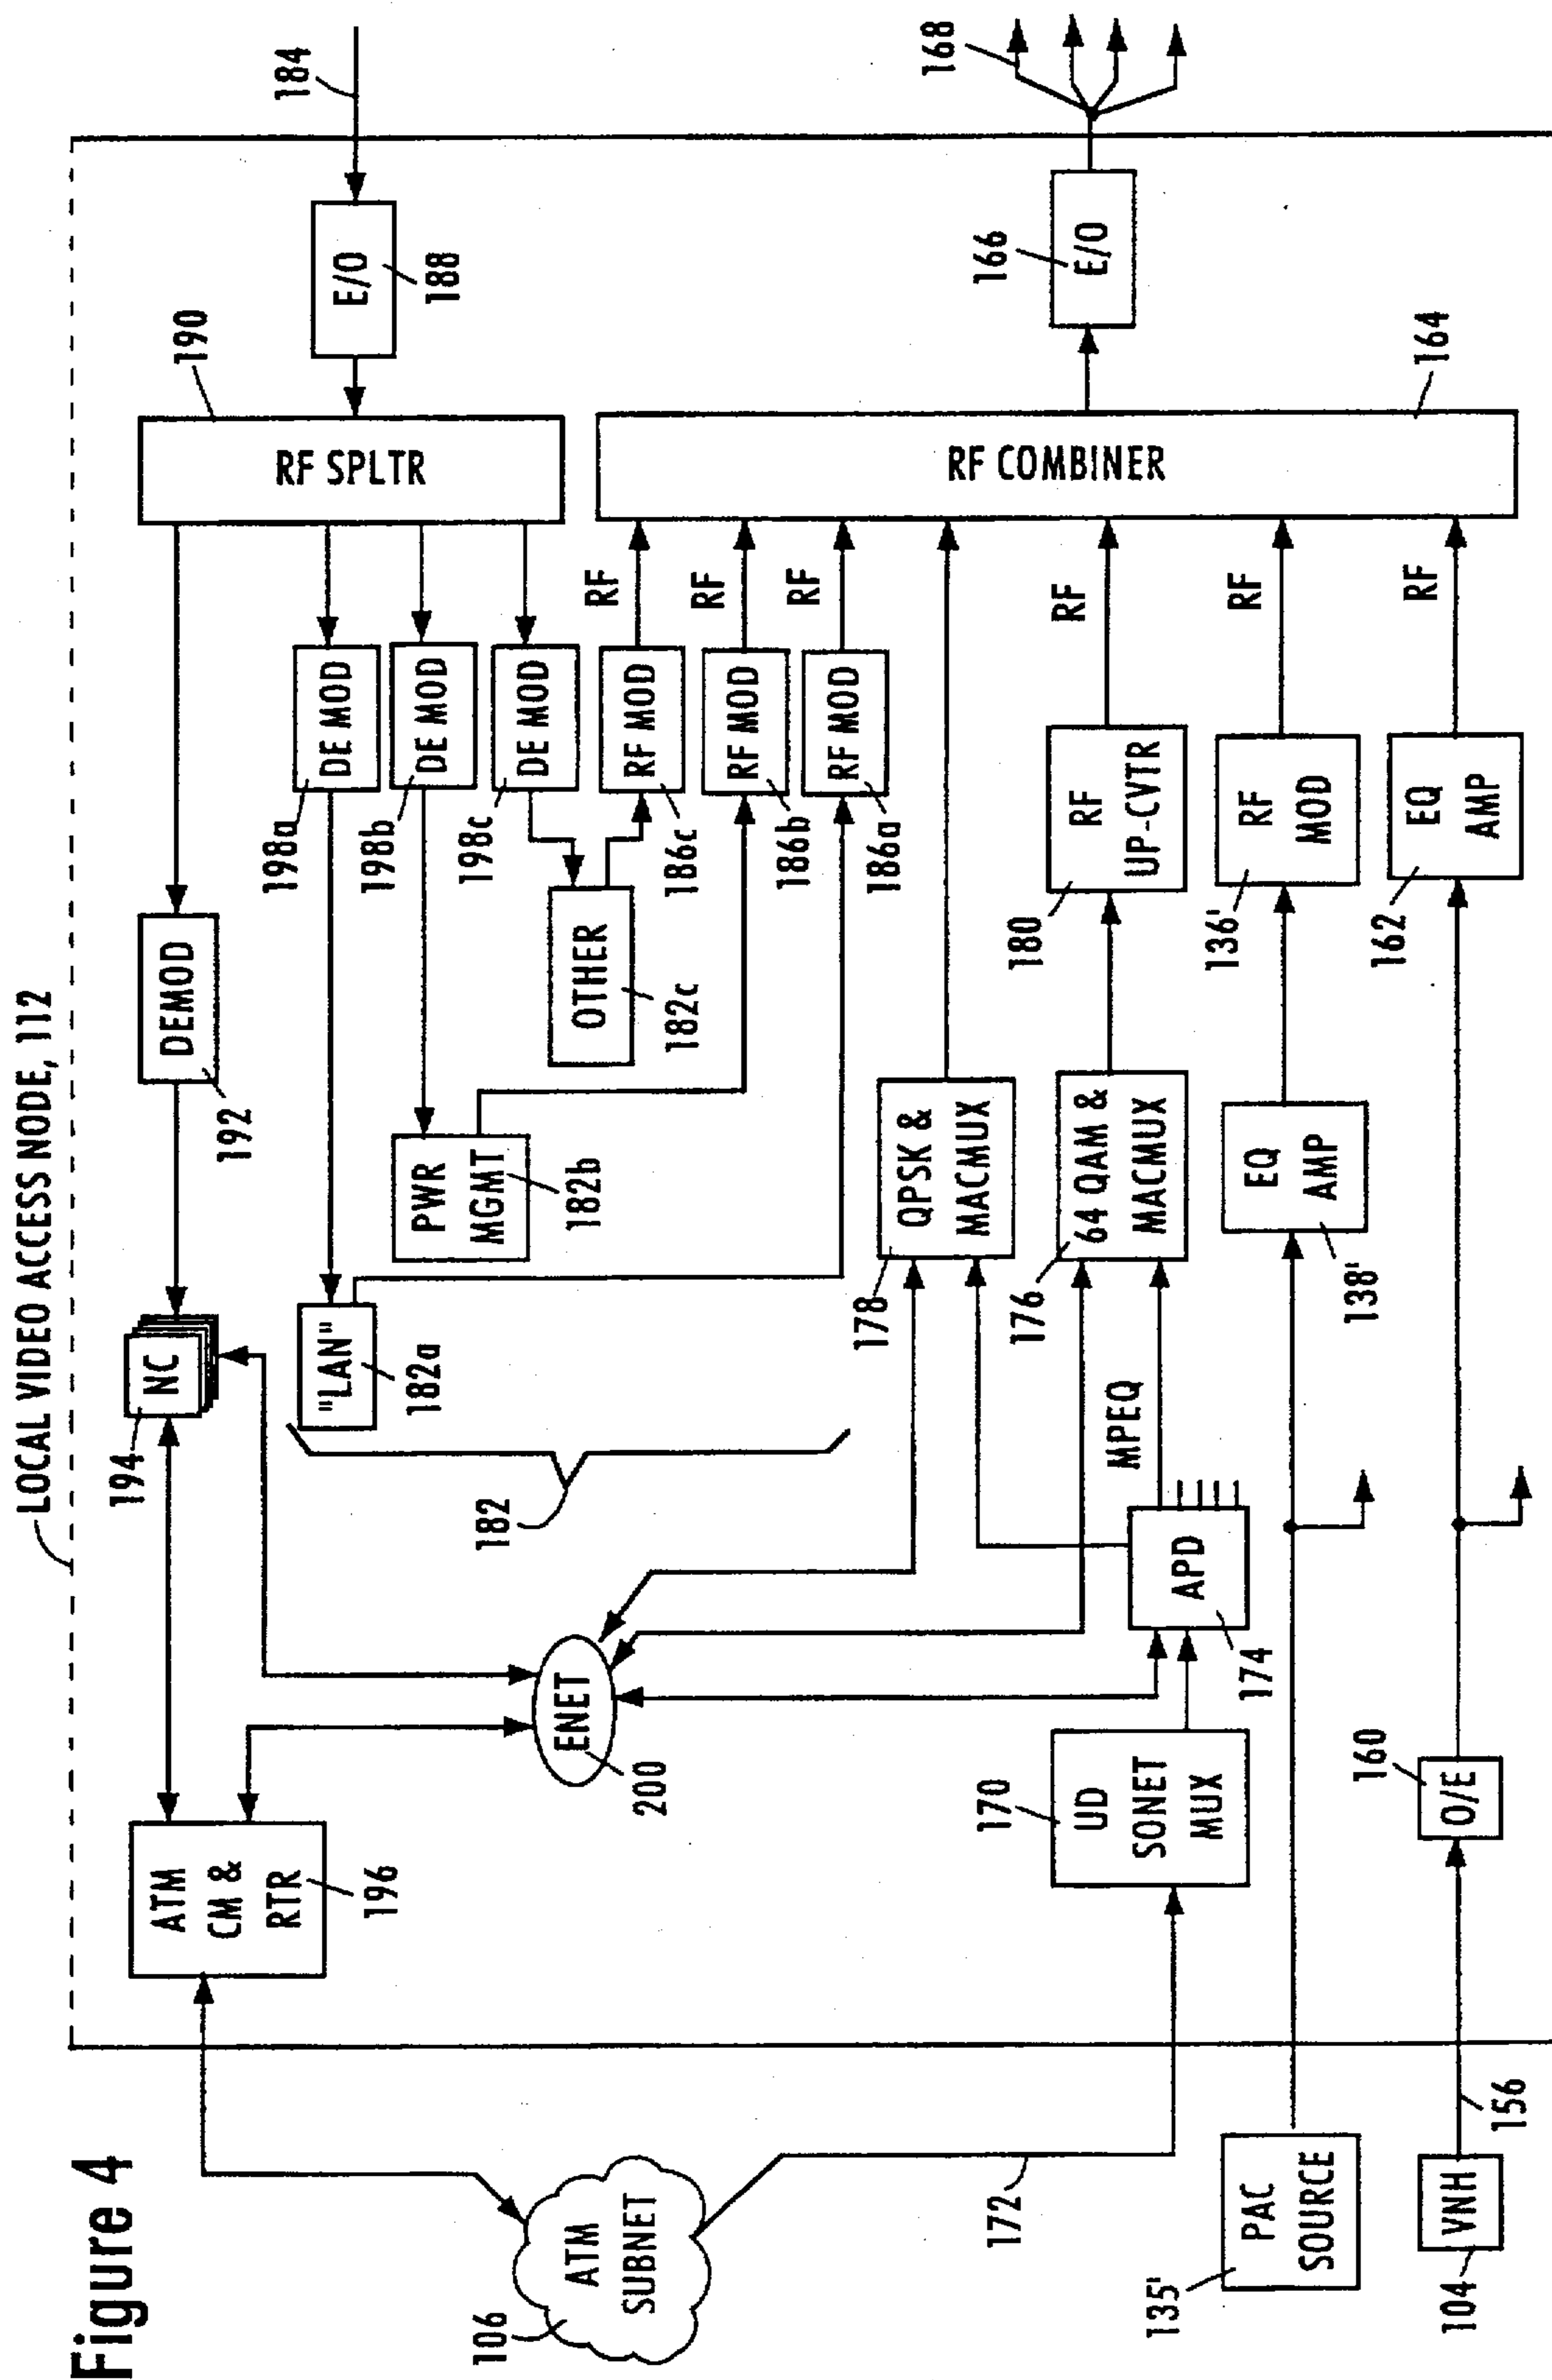 Figure 4
LOCAL VIDEO ACCESS NODE, 112
ATM
SUBNET
106
172
PAC
SOURCE
135'
VNH
104
156
ATM
CM &
RTR
196
NC
194
DEMOD
192
RF SPLTR
190
E/O
188
184
ENET
200
"LAN"
182a
PWR
MGMT
182b
OTHER
182c
182
DE MOD
198a
DE MOD
198b
DE MOD
198c
RF MOD
186c
RF
RF MOD
186b
RF
RF MOD
186a
RF
UD
SONET
MUX
170
APD
174
MPEQ
QPSK &
MACMUX
178
64 QAM &
MACMUX
176
RF
UP-CVTR
180
RF
EQ
AMP
138'
RF
MOD
136'
RF
O/E
160
EQ
AMP
162
RF
RF COMBINER
164
E/O
166
168